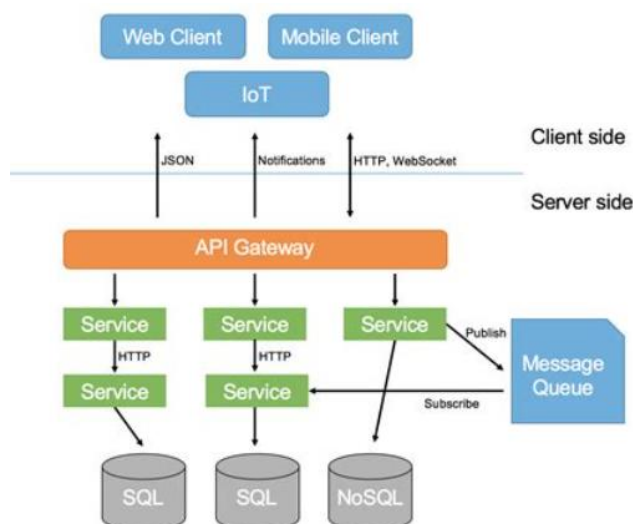 Web Client
Mobile Client
IoT
Client side
JSON
Notifications
HTTP, WebSocket
Server side
API Gateway
Service
Service
Service
Publish
HTTP
HTTP
Message
Queue
Service
Service
Subscribe
SQL
SQL
NoSQL